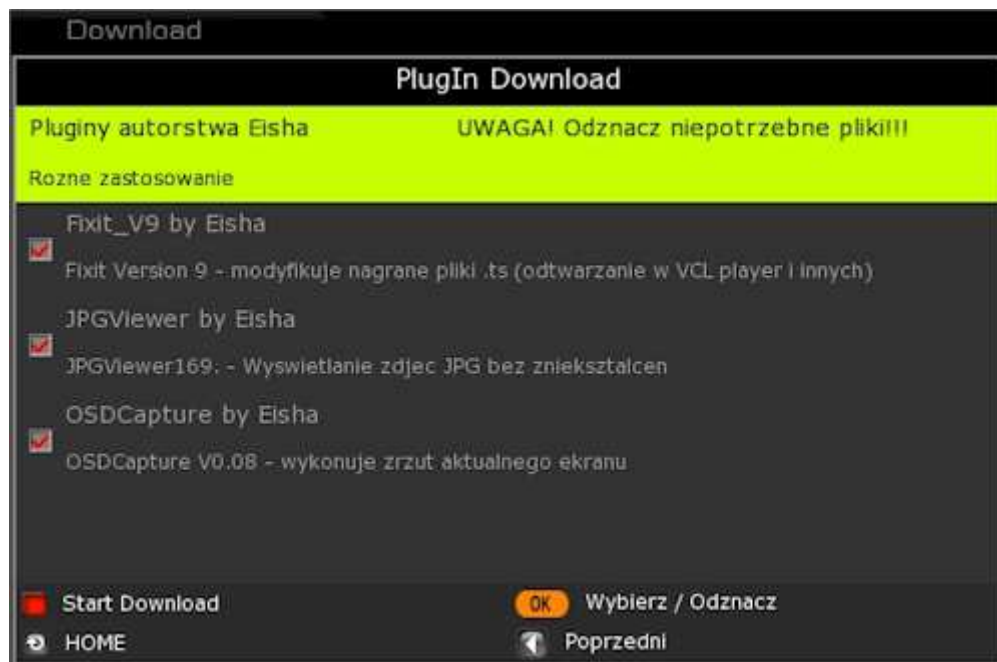 Download
PlugIn Download
Pluginy autorstwa Eisha UWAGA! Odznacz niepotrzebne pliki!!!
Rozne zastosowanie
Fixit_V9 by Eisha
Fixit Version 9 - modyfikuje nagrane pliki .ts (odtwarzanie w VCL player i innych)
JPGViewer by Eisha
JPGViewer169. - Wyswietlanie zdjec JPG bez znieksztalcen
OSDCapture by Eisha
OSDCapture V0.08 - wykonuje zrzut aktualnego ekranu
Start Download OK Wybierz / Odznacz
HOME Poprzedni